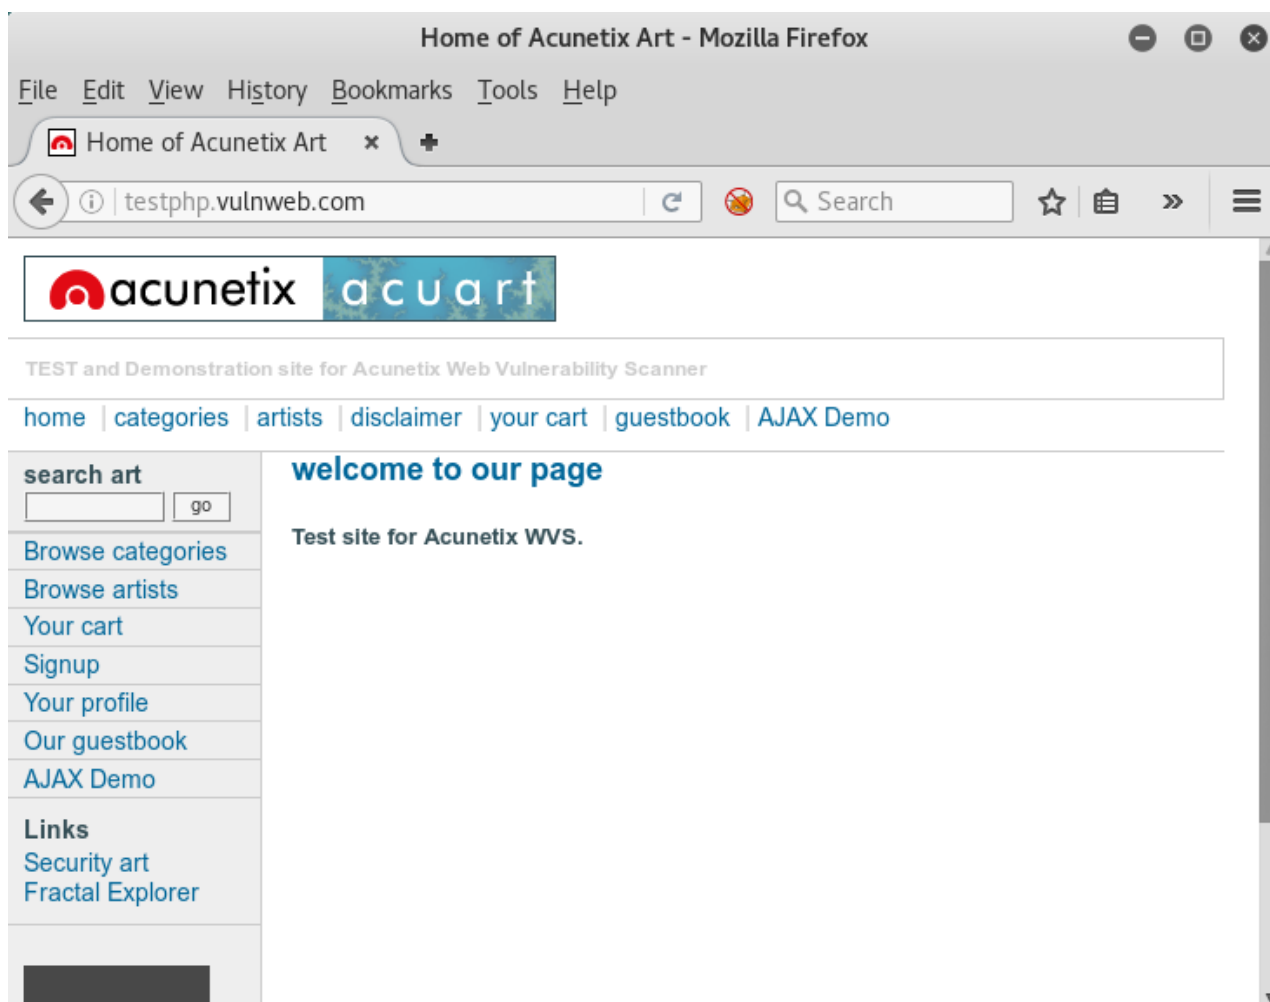 Home of Acunetix Art - Mozilla Firefox
File Edit View History Bookmarks Tools Help
Home of Acunetix Art
testphp.vulnweb.com Search
acunetix acuart
TEST and Demonstration site for Acunetix Web Vulnerability Scanner
home | categories | artists | disclaimer | your cart | guestbook | AJAX Demo
search art
go
Browse categories
Browse artists
Your cart
Signup
Your profile
Our guestbook
AJAX Demo
Links
Security art
Fractal Explorer
welcome to our page
Test site for Acunetix WVS.